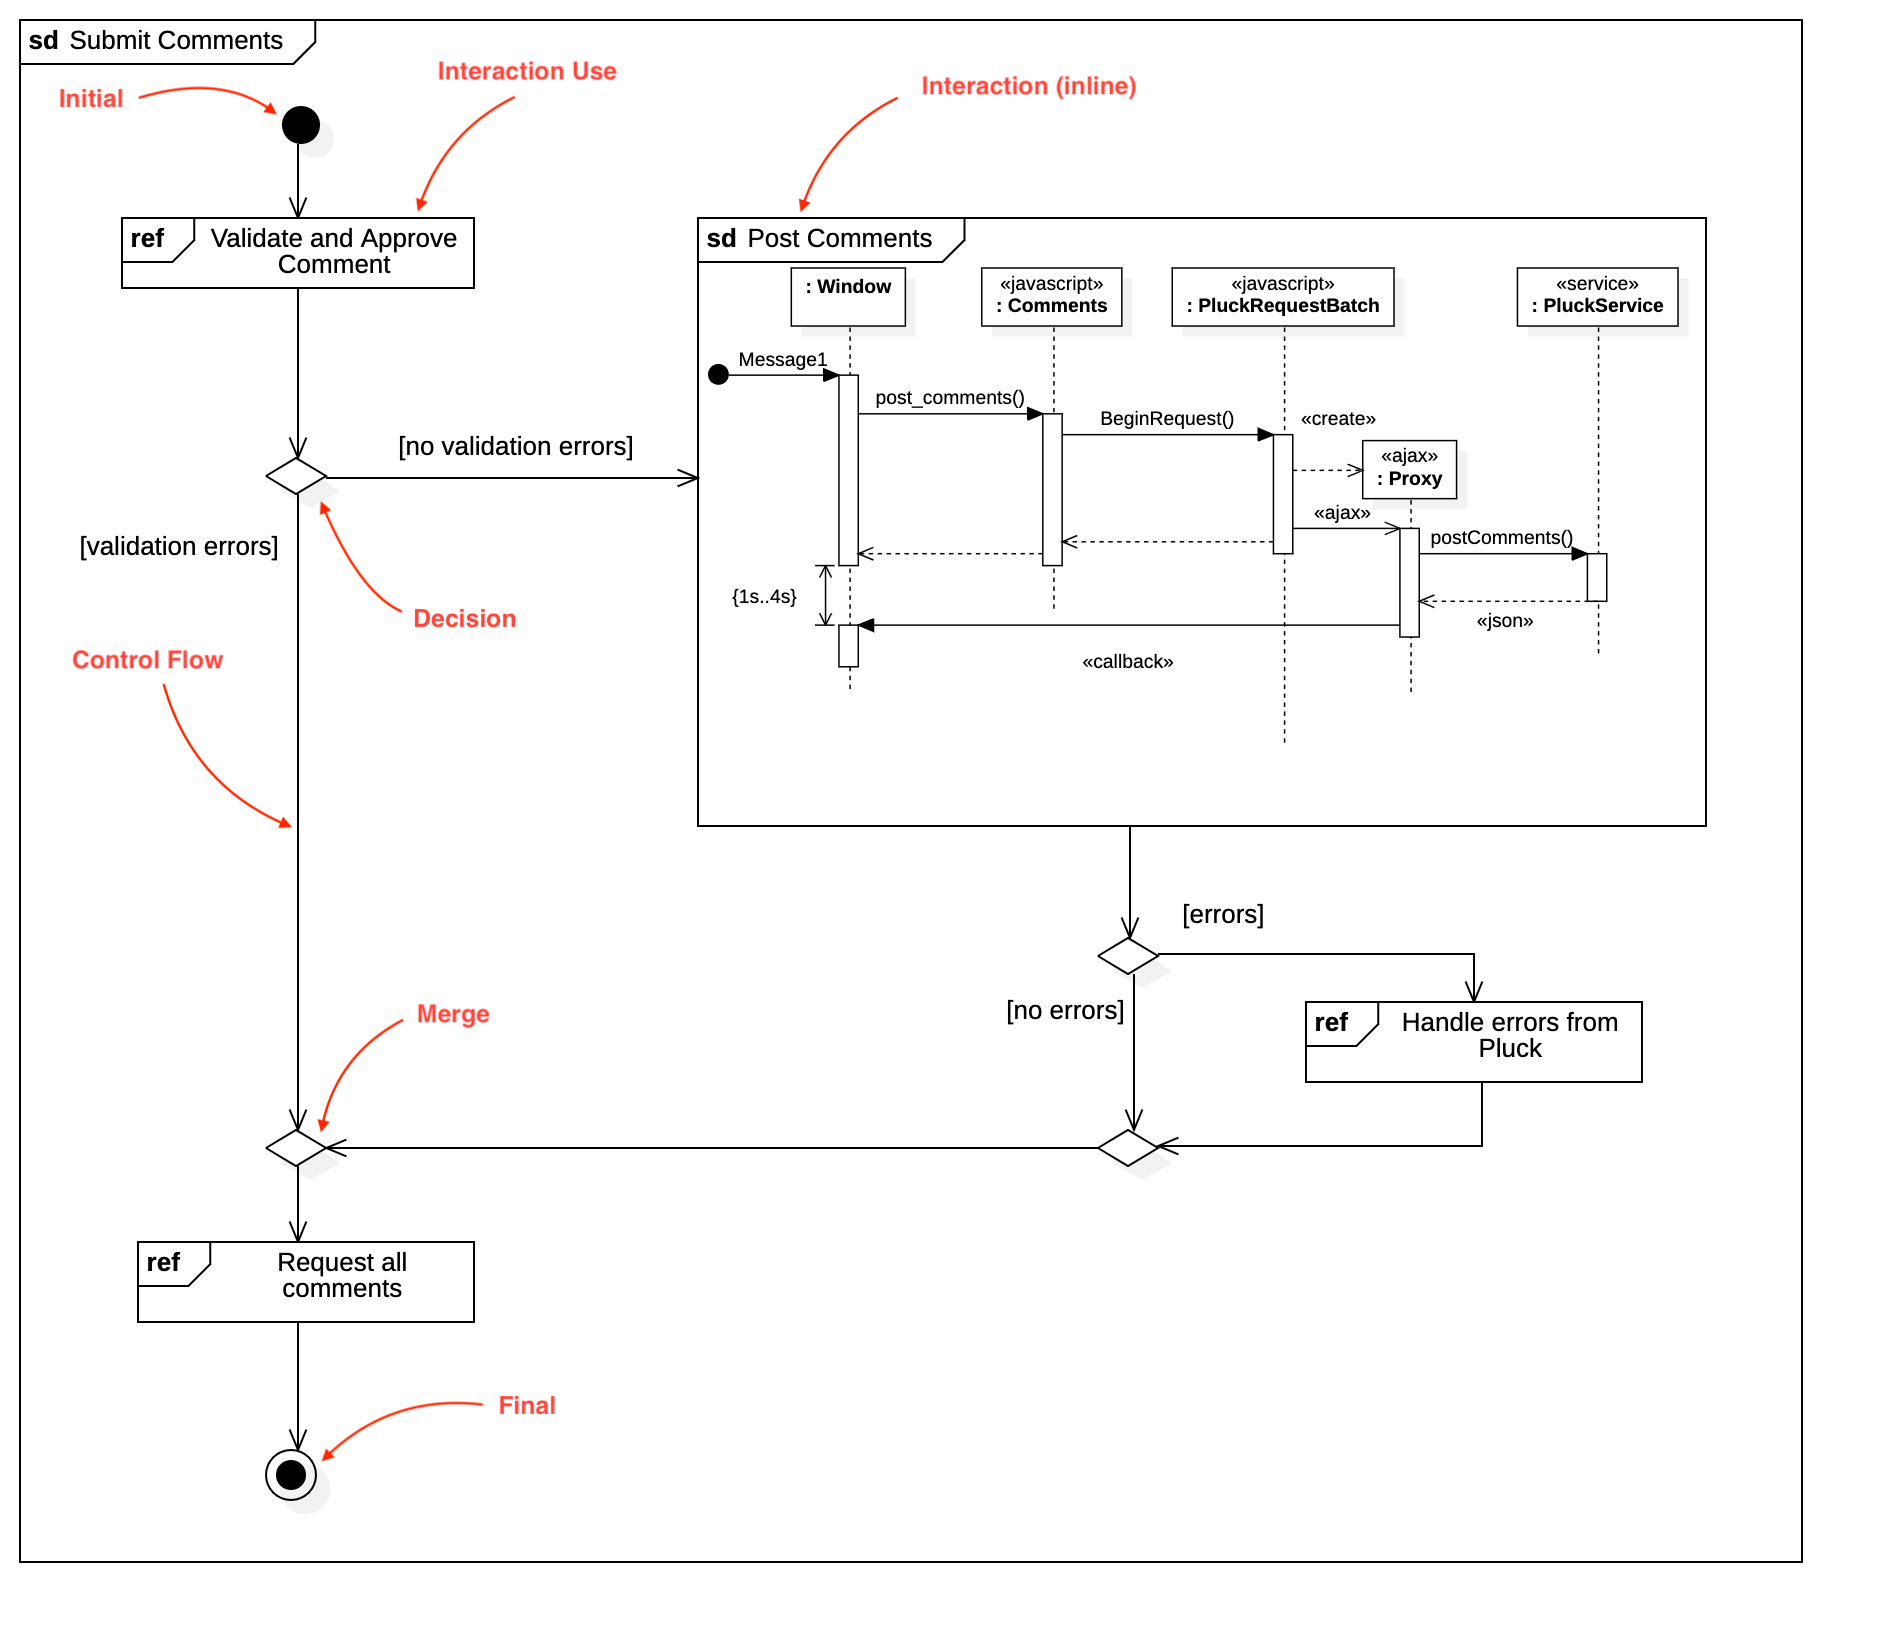 sd Submit Comments
Initial
Interaction Use
Interaction (inline)
ref Validate and Approve
Comment
sd Post Comments
: Window
«javascript»
: Comments
«javascript»
: PluckRequestBatch
«service»
: PluckService
Message1
post_comments()
BeginRequest()
«create»
«ajax»
: Proxy
«ajax»
postComments()
{1s..4s}
«json»
«callback»
[no validation errors]
[validation errors]
Decision
Control Flow
[errors]
[no errors]
ref Handle errors from
Pluck
Merge
ref Request all
comments
Final